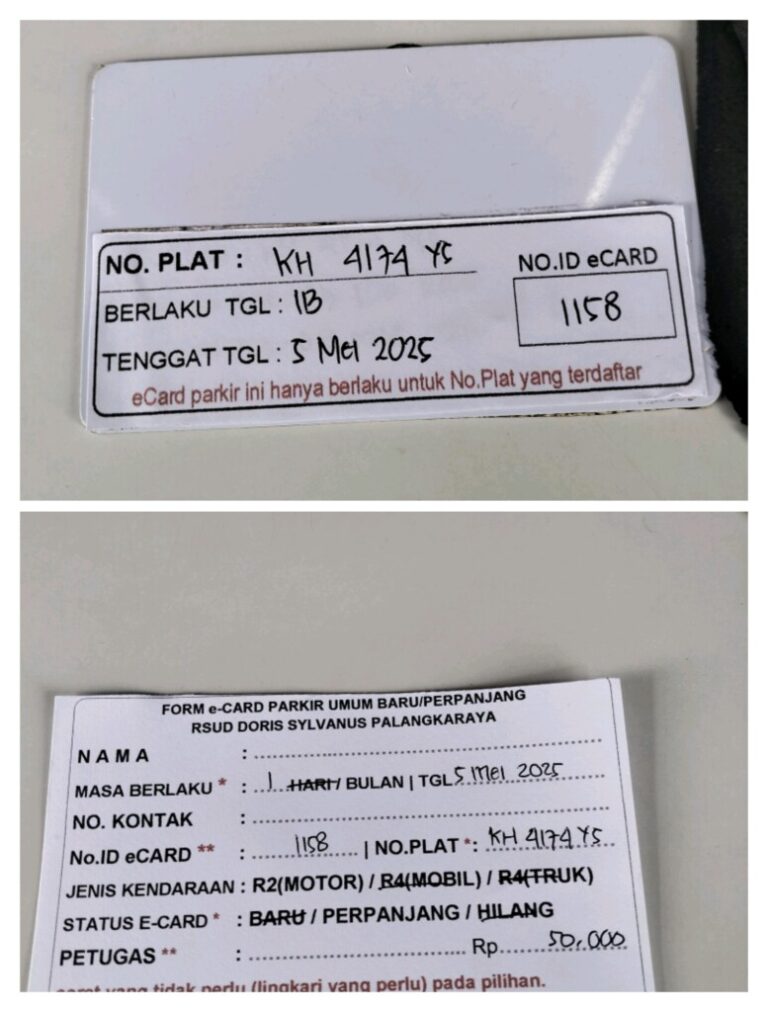 NO. PLAT : KH 4174 YS
NO.ID eCARD
BERLAKU TGL : 1B
1158
TENGGAT TGL : 5 Mei 2025
eCard parkir ini hanya berlaku untuk No.Plat yang terdaftar
FORM e-CARD PARKIR UMUM BARU/PERPANJANG
RSUD DORIS SYLVANUS PALANGKARAYA
NAMA : ........................................
MASA BERLAKU * : ....1 HARI / BULAN | TGL 5 Mei 2025
NO. KONTAK : ........................................
No.ID eCARD ** : ........1158.... | NO.PLAT *: KH 4174 YS
JENIS KENDARAAN : R2(MOTOR) / R4(MOBIL) / R4(TRUK)
STATUS E-CARD * : BARU / PERPANJANG / HILANG
PETUGAS ** : ................................ Rp......50.000
coret yang tidak perlu (lingkari yang perlu) pada pilihan.